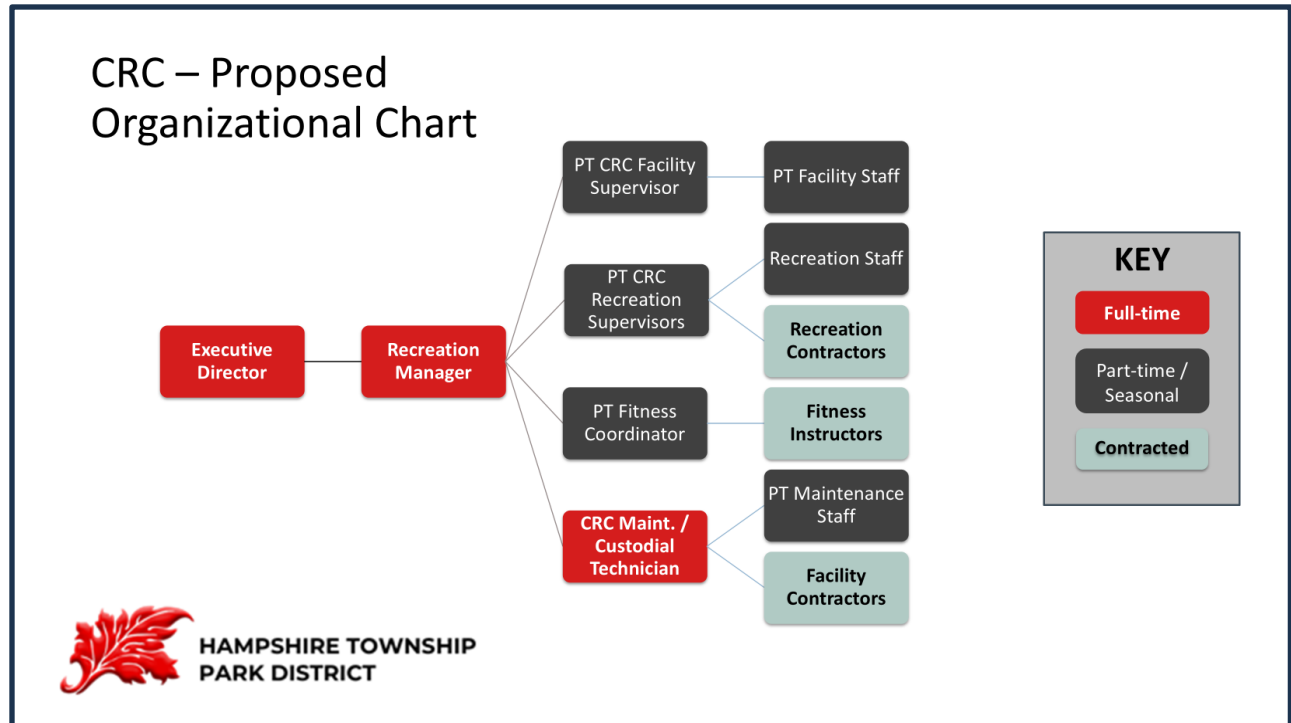 CRC – Proposed
Organizational Chart
PT CRC Facility
Supervisor
PT Facility Staff
Recreation Staff
PT CRC
Recreation
Supervisors
Recreation
Contractors
Executive
Director
Recreation
Manager
PT Fitness
Coordinator
Fitness
Instructors
CRC Maint. /
Custodial
Technician
PT Maintenance
Staff
Facility
Contractors
KEY
Full-time
Part-time /
Seasonal
Contracted
HAMPSHIRE TOWNSHIP
PARK DISTRICT